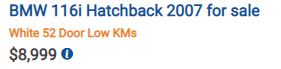 BMW 116i Hatchback 2007 for sale
White 52 Door Low KMs
$8,999